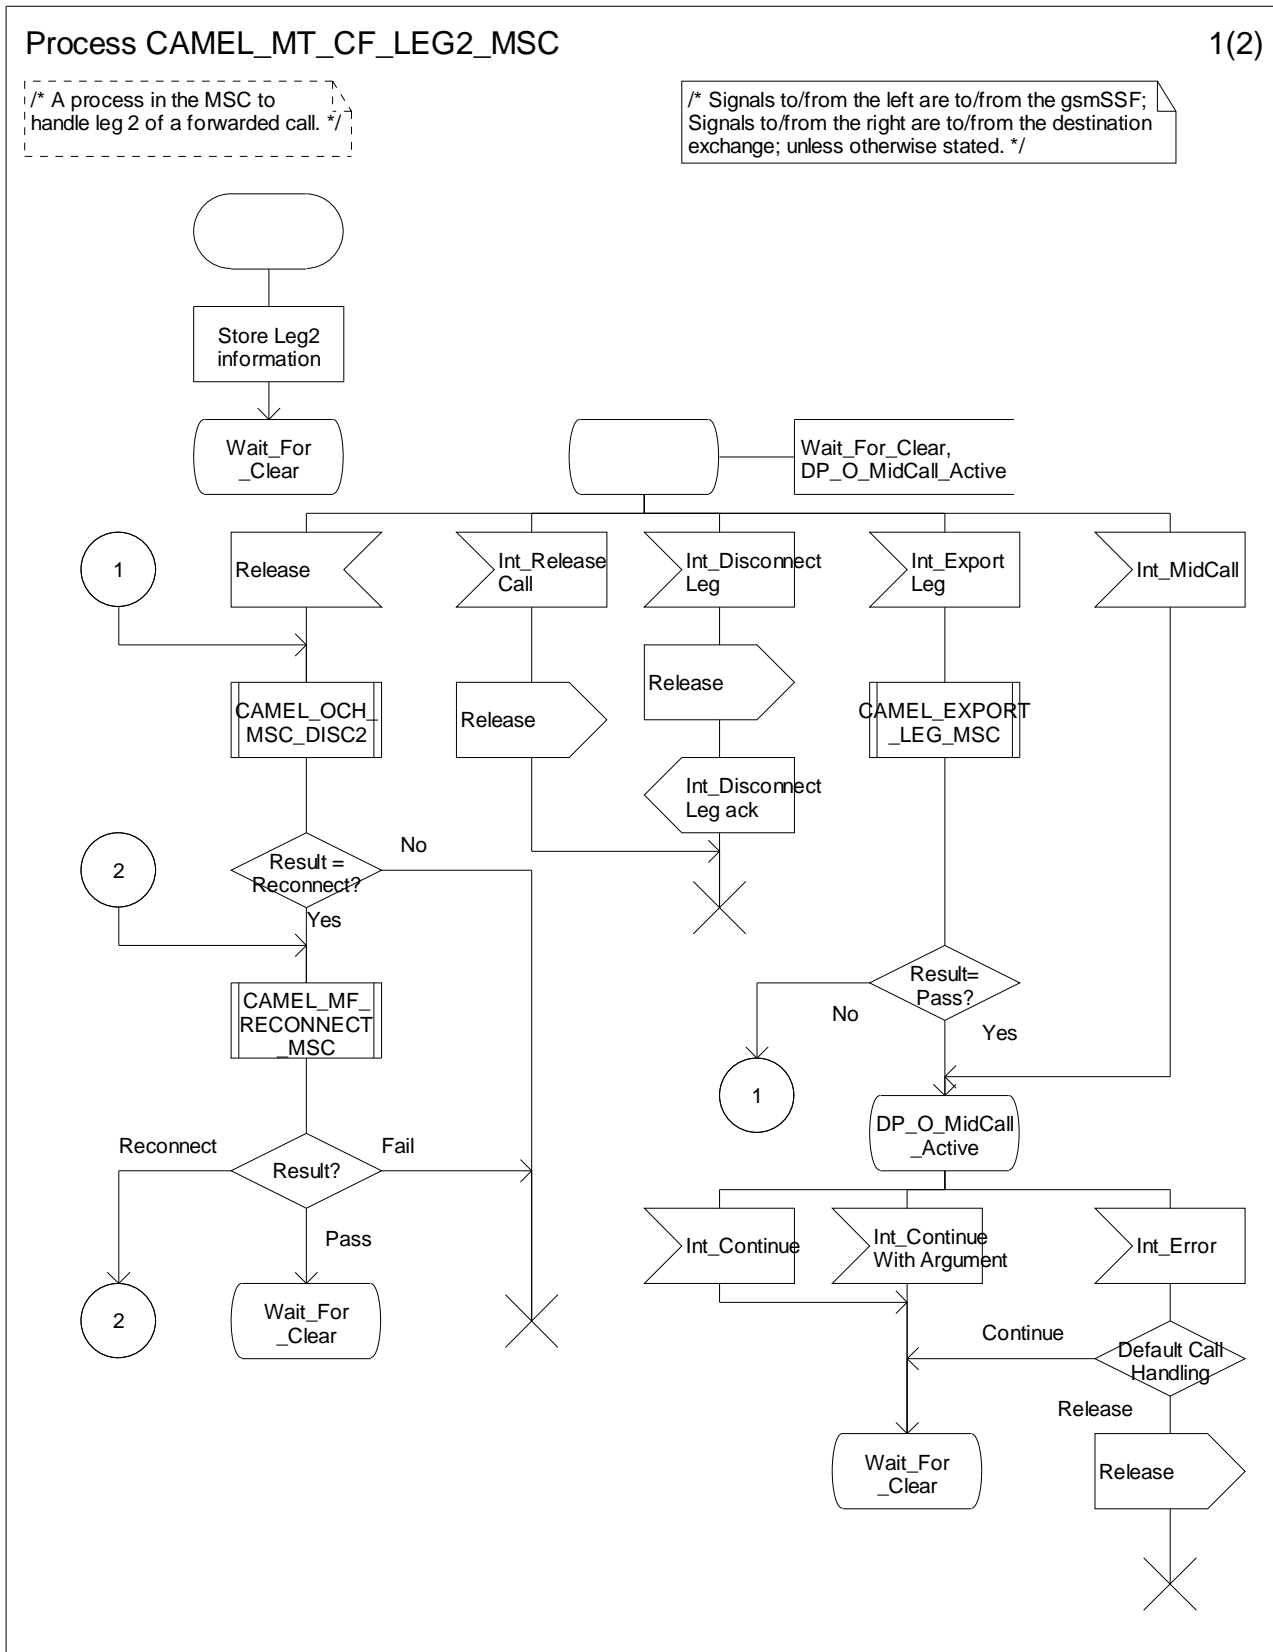 Process CAMEL_MT_CF_LEG2_MSC
1(2)
/* A process in the MSC to
handle leg 2 of a forwarded call. */
/* Signals to/from the left are to/from the gsmSSF;
Signals to/from the right are to/from the destination
exchange; unless otherwise stated. */
Store Leg2
information
Wait_For
_Clear
Wait_For_Clear,
DP_O_MidCall_Active
1
Release
Int_Release
Call
Int_Disconnect
Leg
Int_Export
Leg
Int_MidCall
CAMEL_OCH_
MSC_DISC2
Release
Release
CAMEL_EXPORT
_LEG_MSC
Int_Disconnect
Leg ack
2
Result =
Reconnect?
No
Yes
CAMEL_MF_
RECONNECT
_MSC
Result=
Pass?
No
Yes
1
DP_O_MidCall
_Active
Reconnect
Result?
Fail
Pass
2
Wait_For
_Clear
Int_Continue
Int_Continue
With Argument
Int_Error
Continue
Default Call
Handling
Release
Wait_For
_Clear
Release